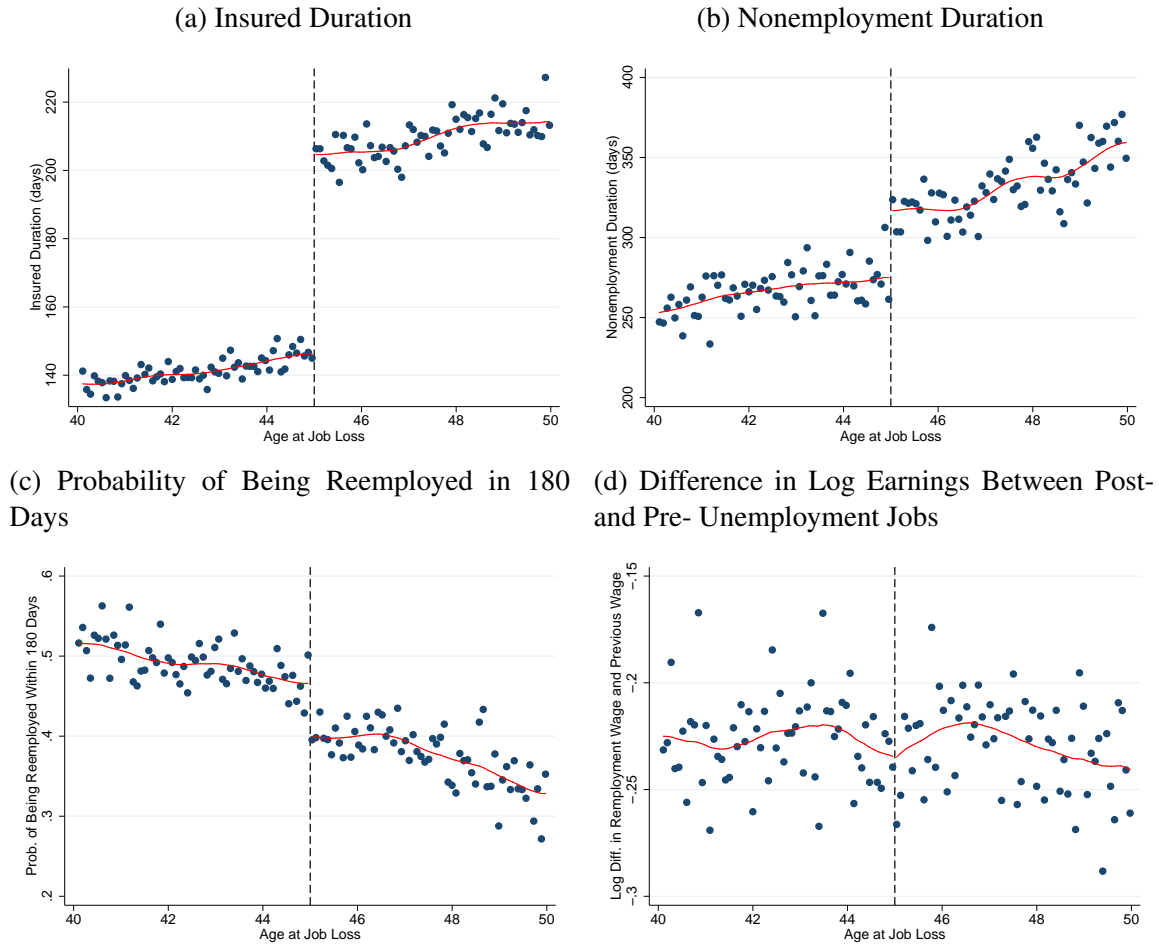 (a) Insured Duration
Insured Duration (days)
220
200
180
160
140
40 42 44 46 48 50
Age at Job Loss
(b) Nonemployment Duration
Nonemployment Duration (days)
400
350
300
250
200
40 42 44 46 48 50
Age at Job Loss
(c) Probability of Being Reemployed in 180
Days
Prob. of Being Reemployed Within 180 Days
.6
.5
.4
.3
.2
40 42 44 46 48 50
Age at Job Loss
(d) Difference in Log Earnings Between Post-
and Pre- Unemployment Jobs
Log Diff. in Remployment Wage and Previous Wage
-.15
-.2
-.25
-.3
40 42 44 46 48 50
Age at Job Loss